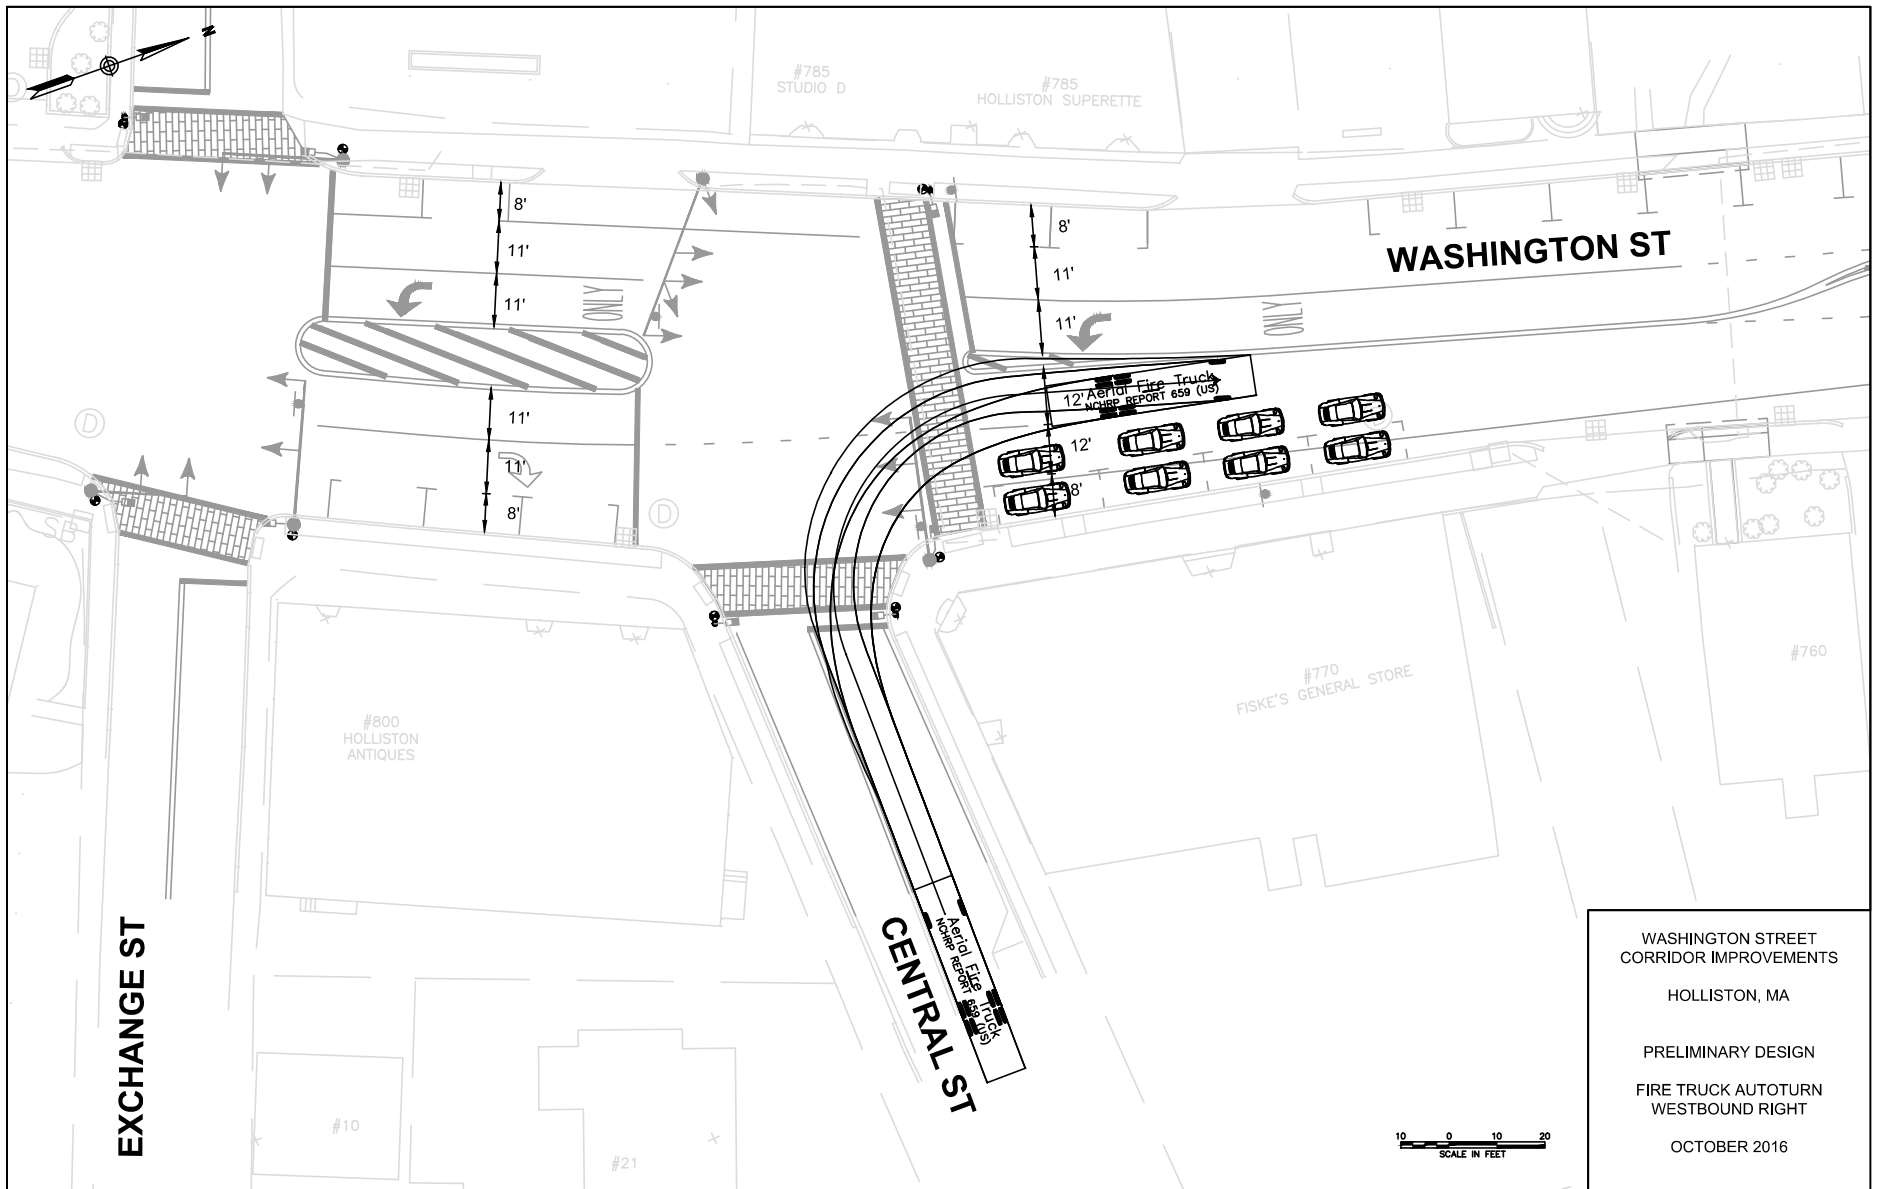 N
#785
STUDIO D
#785
HOLLISTON SUPERETTE
8'
11'
11'
ONLY
8'
11'
11'
ONLY
WASHINGTON ST
11'
11'
8'
12'
12'
8'
Aerial Fire Truck
NCHRP REPORT 659 (US)
D
D
SB
#800
HOLLISTON
ANTIQUES
#770
FISKE'S GENERAL STORE
#760
EXCHANGE ST
CENTRAL ST
Aerial Fire Truck
NCHRP REPORT 659 (US)
#10
#21
10 0 10 20
SCALE IN FEET
WASHINGTON STREET
CORRIDOR IMPROVEMENTS
HOLLISTON, MA
PRELIMINARY DESIGN
FIRE TRUCK AUTOTURN
WESTBOUND RIGHT
OCTOBER 2016